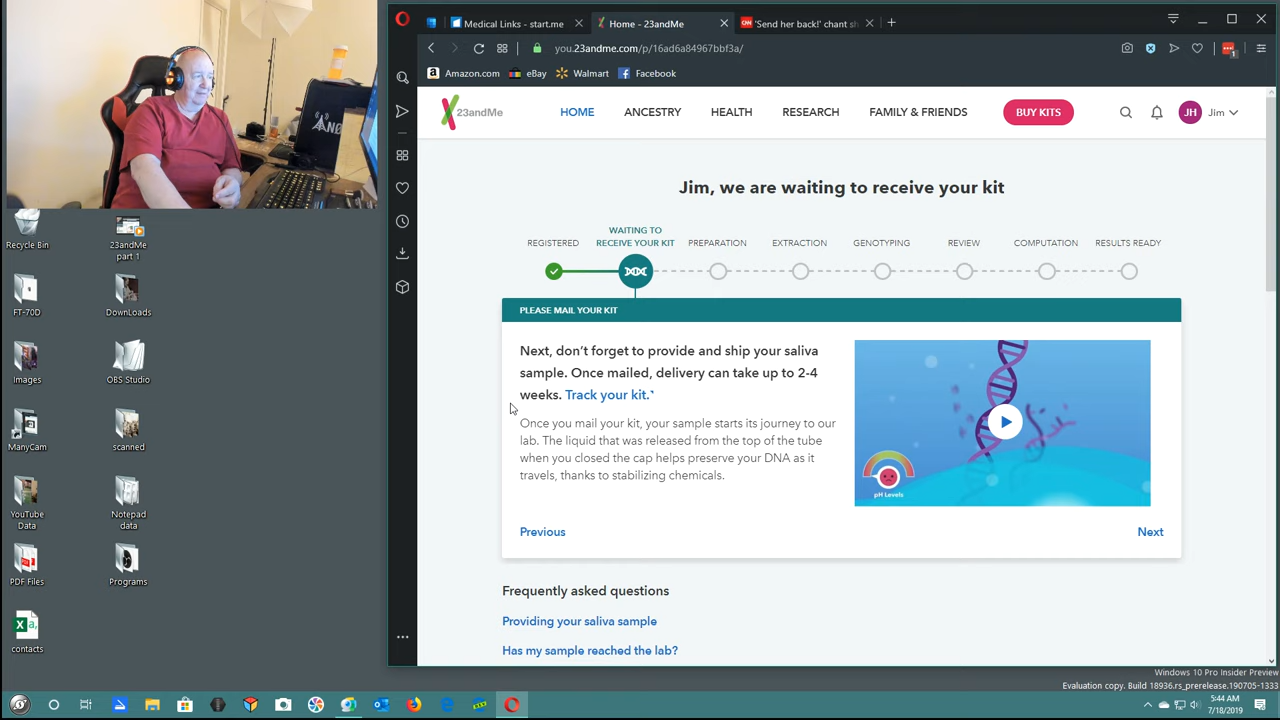 Medical Links - start.me
Home - 23andMe
'Send her back!' chant sh
you.23andme.com/p/16ad6a84967bbf3a/
Amazon.com
eBay
Walmart
Facebook
23andMe
HOME
ANCESTRY
HEALTH
RESEARCH
FAMILY & FRIENDS
BUY KITS
JH
Jim
Jim, we are waiting to receive your kit
REGISTERED
WAITING TO
RECEIVE YOUR KIT
PREPARATION
EXTRACTION
GENOTYPING
REVIEW
COMPUTATION
RESULTS READY
PLEASE MAIL YOUR KIT
Next, don't forget to provide and ship your saliva
sample. Once mailed, delivery can take up to 2-4
weeks. Track your kit.
Once you mail your kit, your sample starts its journey to our
lab. The liquid that was released from the top of the tube
when you closed the cap helps preserve your DNA as it
travels, thanks to stabilizing chemicals.
pH Levels
Previous
Next
Frequently asked questions
Providing your saliva sample
Has my sample reached the lab?
Recycle Bin
23andMe
part 1
FT-70D
DownLoads
Images
OBS Studio
ManyCam
scanned
YouTube
Data
Notepad
data
PDF Files
Programs
contacts
Windows 10 Pro Insider Preview
Evaluation copy. Build 18936.rs_prerelease.190705-1333
5:44 AM
7/18/2019